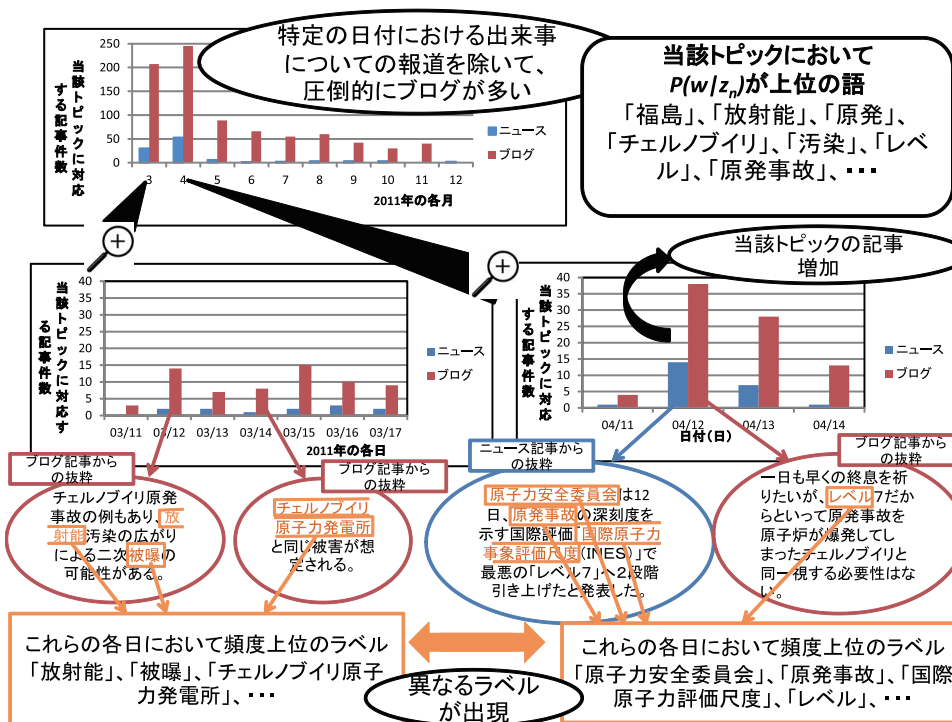 特定の日付における出来事
についての報道を除いて、
圧倒的にブログが多い
当該トピックにおいて
P(w|zn)が上位の語
「福島」、「放射能」、「原発」、
「チェルノブイリ」、「汚染」、「レベ
ル」、「原発事故」、・・・
当該トピックに対応
する記事件数
250
200
150
100
50
0
3 4 5 6 7 8 9 10 11 12
2011年の各月
ニュース
ブログ
当該トピックの記事
増加
当該トピックに対応す
る記事件数
40
35
30
25
20
15
10
5
0
03/11 03/12 03/13 03/14 03/15 03/16 03/17
2011年の各日
ニュース
ブログ
当該トピックに対応
する記事件数
40
35
30
25
20
15
10
5
0
04/11 04/12 04/13 04/14
日付(日)
ニュース
ブログ
ブログ記事から
の抜粋
チェルノブイリ原発
事故の例もあり、放
射能汚染の広がり
による二次被曝の
可能性がある。
ブログ記事から
の抜粋
チェルノブイリ
原子力発電所
と同じ被害が想
定される。
ニュース記事から
の抜粋
原子力安全委員会は12
日、原発事故の深刻度を
示す国際評価「国際原子力
事象評価尺度(INES)」で
最悪の「レベル7」へ2段階
引き上げたと発表した。
ブログ記事から
の抜粋
一日も早くの終息を祈
りたいが、レベル7だか
らといって原発事故を
原子炉が爆発してし
まったチェルノブイリと
同一視する必要性はな
い。
これらの各日において頻度上位のラベル
「放射能」、「被曝」、「チェルノブイリ原子
力発電所」、・・・
異なるラベル
が出現
これらの各日において頻度上位のラベル
「原子力安全委員会」、「原発事故」、「国際
原子力評価尺度」、「レベル」、・・・